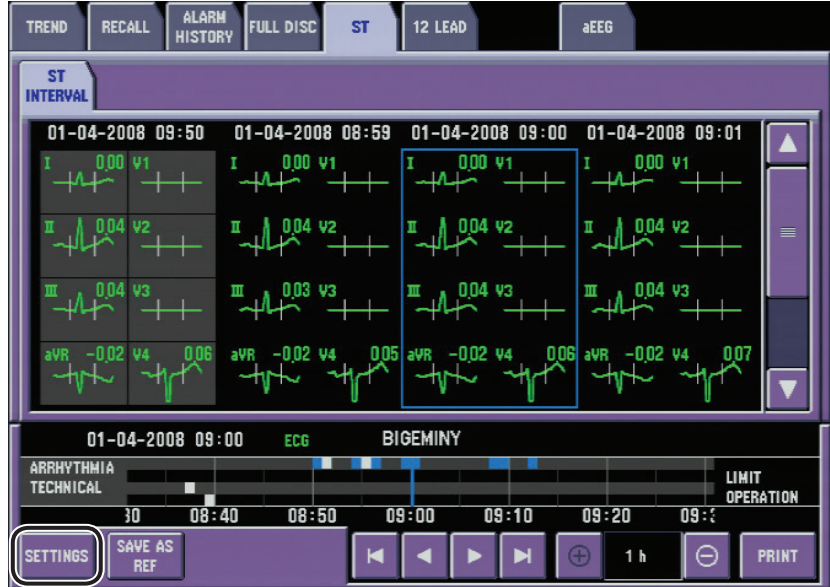 TREND RECALL ALARM HISTORY FULL DISC ST 12 LEAD aEEG
ST INTERVAL
01-04-2008 09:50 01-04-2008 08:59 01-04-2008 09:00 01-04-2008 09:01
I 0.00 V1 I 0.00 V1 I 0.00 V1 I 0.00 V1
II 0.04 V2 II 0.04 V2 II 0.04 V2 II 0.04 V2
III 0.04 V3 III 0.03 V3 III 0.04 V3 III 0.04 V3
aVR -0.02 V4 0.06 aVR -0.02 V4 0.05 aVR -0.02 V4 0.06 aVR -0.02 V4 0.07
01-04-2008 09:00 ECG BIGEMINY
ARRHYTHMIA
TECHNICAL LIMIT
OPERATION
08:40 08:50 09:00 09:10 09:20
SETTINGS SAVE AS REF 1 h PRINT